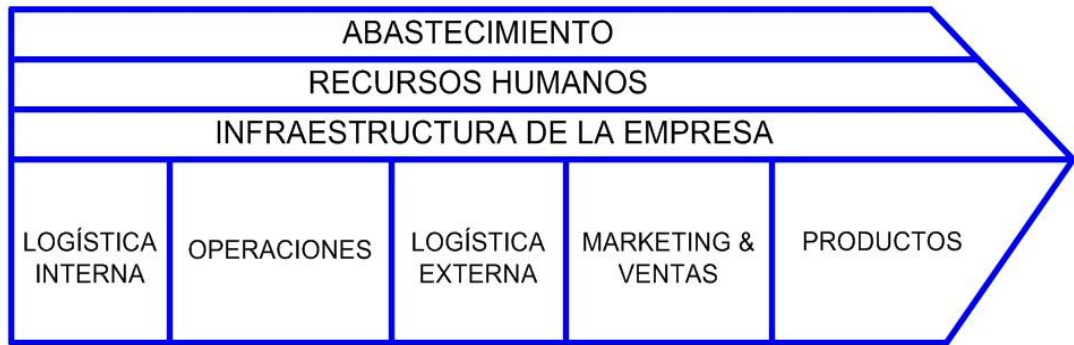 ABASTECIMIENTO
RECURSOS HUMANOS
INFRAESTRUCTURA DE LA EMPRESA
LOGÍSTICA
INTERNA
OPERACIONES
LOGÍSTICA
EXTERNA
MARKETING &
VENTAS
PRODUCTOS